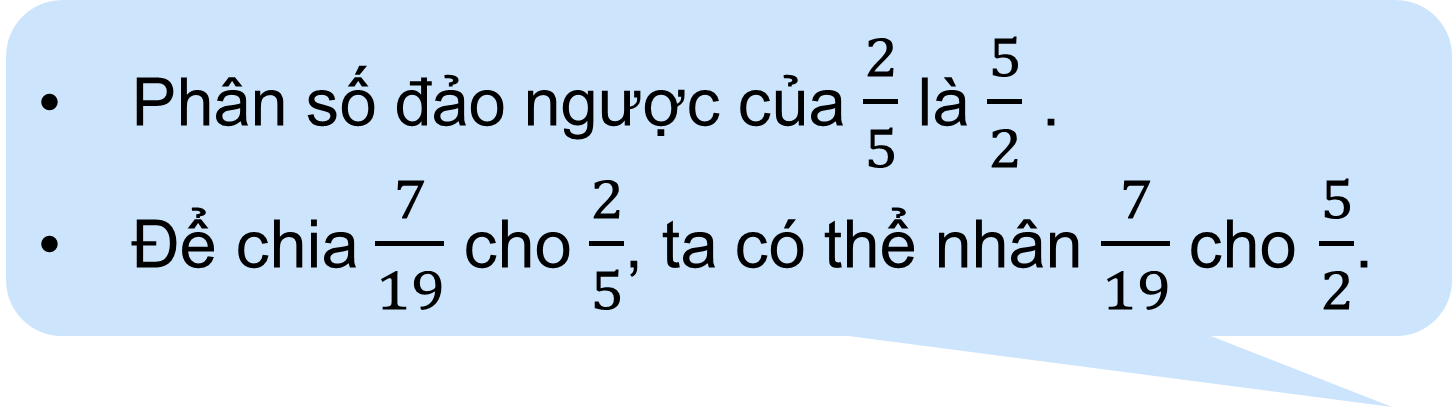 • Phân số đảo ngược của 2/5 là 5/2 .
• Để chia 7/19 cho 2/5, ta có thể nhân 7/19 cho 5/2.